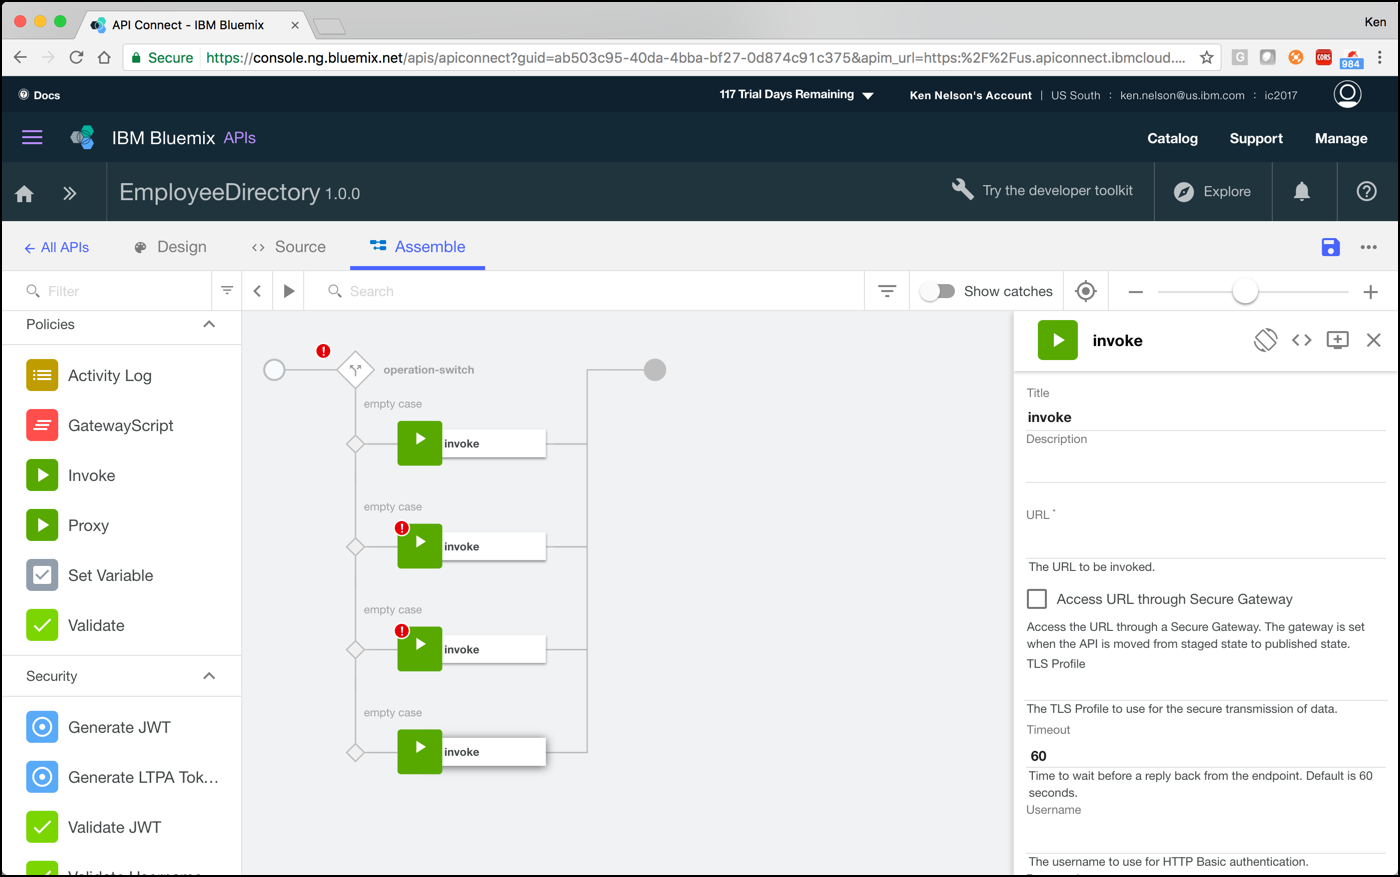 API Connect - IBM Bluemix
Ken
Secure https://console.ng.bluemix.net/apis/apiconnect?guid=ab503c95-40da-4bba-bf27-0d874c91c375&apim_url=https:%2F%2Fus.apiconnect.ibmcloud....
G
CORS
984
Docs
117 Trial Days Remaining
Ken Nelson's Account | US South : ken.nelson@us.ibm.com : ic2017
IBM Bluemix APIs
Catalog
Support
Manage
EmployeeDirectory 1.0.0
Try the developer toolkit
Explore
← All APIs
Design
Source
Assemble
Filter
Search
Show catches
Policies
Activity Log
GatewayScript
Invoke
Proxy
Set Variable
Validate
Security
Generate JWT
Generate LTPA Tok...
Validate JWT
operation-switch
empty case
invoke
empty case
invoke
empty case
invoke
empty case
invoke
invoke
Title
invoke
Description
URL *
The URL to be invoked.
Access URL through Secure Gateway
Access the URL through a Secure Gateway. The gateway is set
when the API is moved from staged state to published state.
TLS Profile
The TLS Profile to use for the secure transmission of data.
Timeout
60
Time to wait before a reply back from the endpoint. Default is 60
seconds.
Username
The username to use for HTTP Basic authentication.